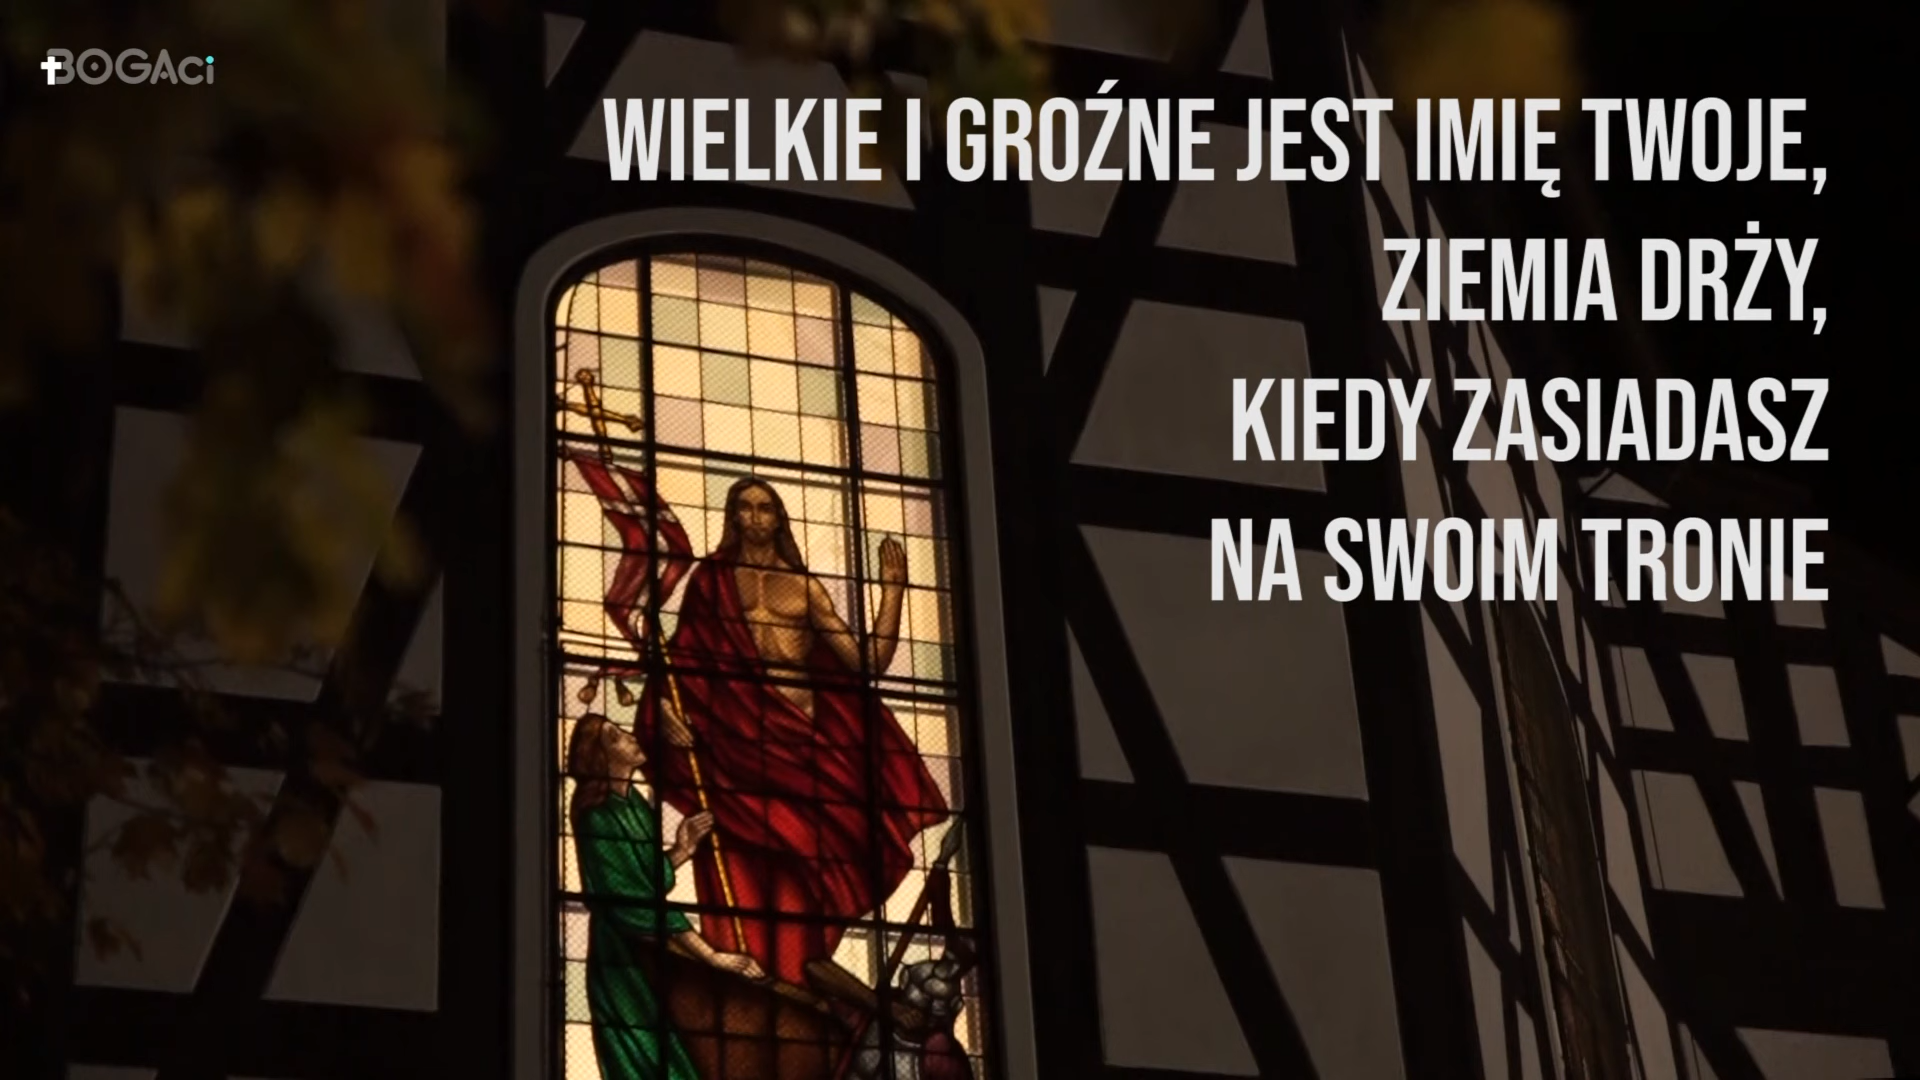 BOGAci
WIELKIE I GROŹNE JEST IMIĘ TWOJE,
ZIEMIA DRŻY,
KIEDY ZASIADASZ
NA SWOIM TRONIE